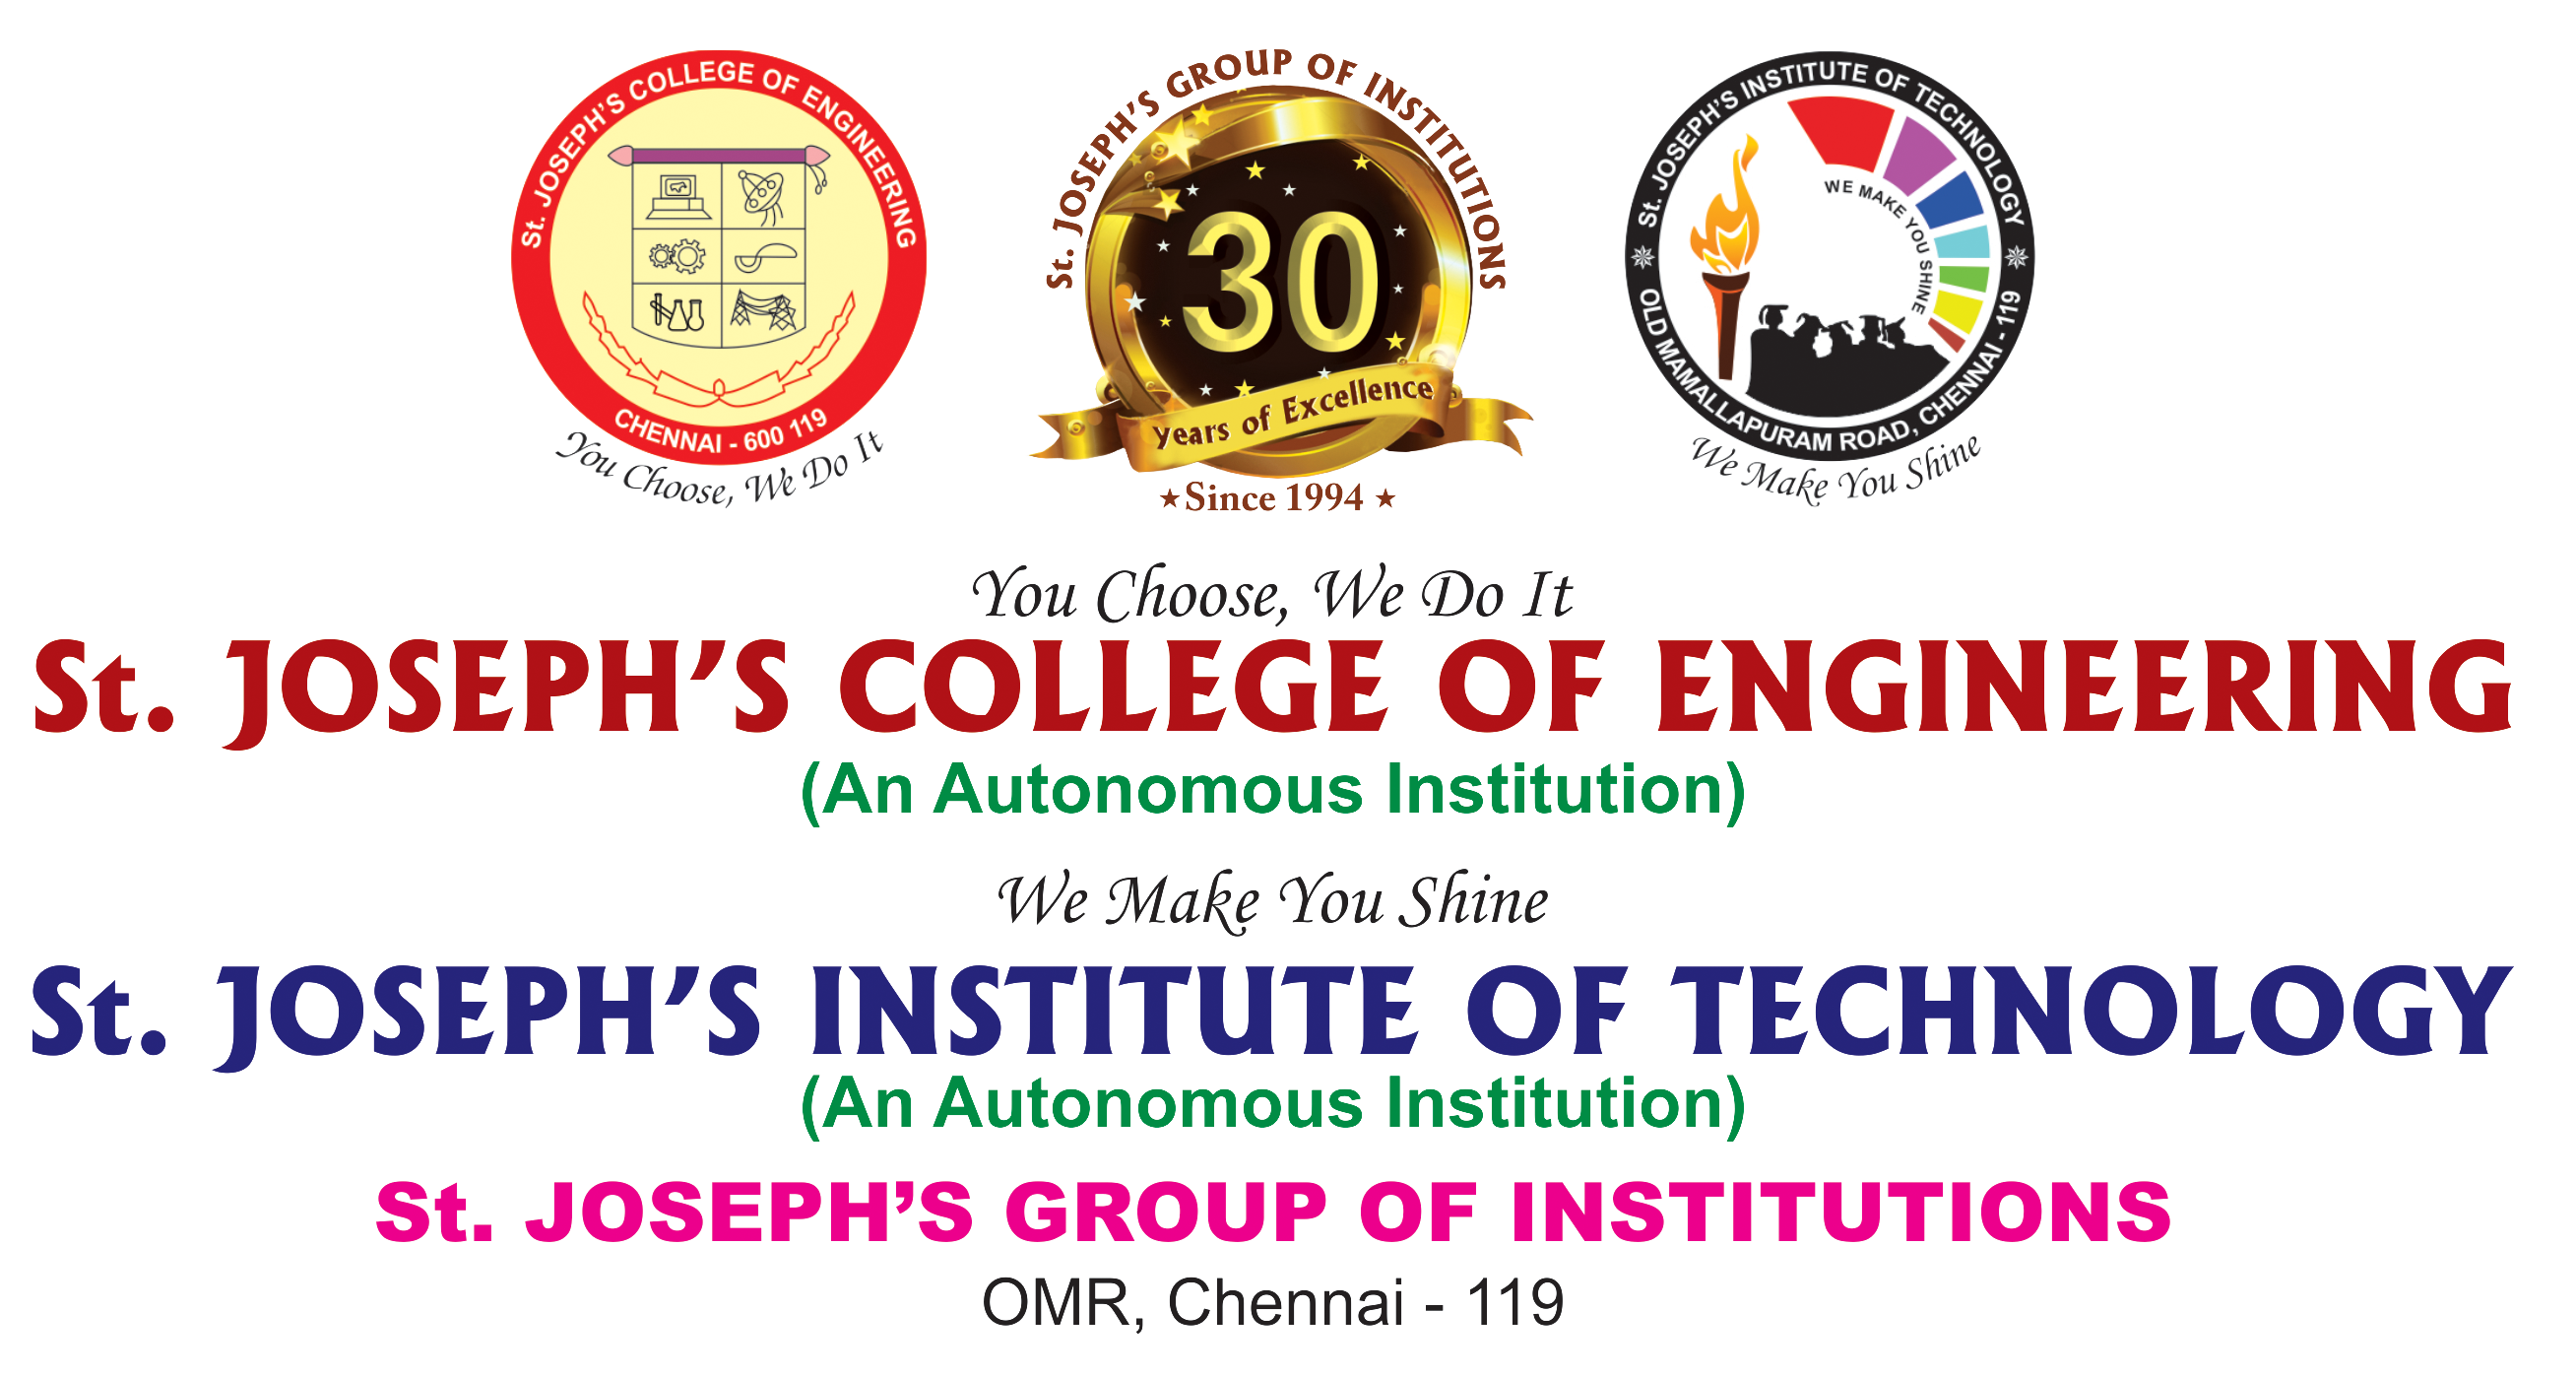 St. JOSEPH'S COLLEGE OF ENGINEERING
CHENNAI - 600 119
You Choose, We Do It
St. JOSEPH'S GROUP OF INSTITUTIONS
30
Years of Excellence
Since 1994
St. JOSEPH'S INSTITUTE OF TECHNOLOGY
WE MAKE YOU SHINE
OLD MAMALLAPURAM ROAD, CHENNAI - 119
We Make You Shine
You Choose, We Do It
St. JOSEPH'S COLLEGE OF ENGINEERING
(An Autonomous Institution)
We Make You Shine
St. JOSEPH'S INSTITUTE OF TECHNOLOGY
(An Autonomous Institution)
St. JOSEPH'S GROUP OF INSTITUTIONS
OMR, Chennai - 119